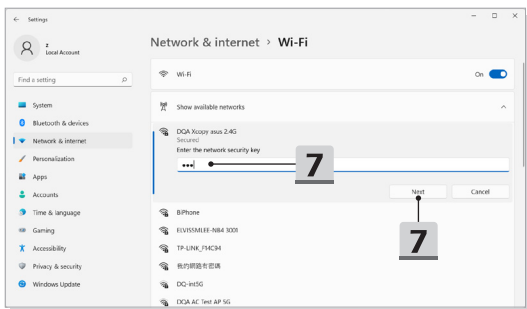 Settings
z
Local Account
Find a setting
System
Bluetooth & devices
Network & internet
Personalization
Apps
Accounts
Time & language
Gaming
Accessibility
Privacy & security
Windows Update
Network & internet > Wi-Fi
Wi-Fi
On
Show available networks
DQA Xcopy asus 2.4G
Secured
Enter the network security key
•••
7
Next
Cancel
7
BiPhone
ELVISSMLEE-N84 3001
TP-LINK_F14C94
我的網路有密碼
DQ-int5G
DQA AC Test AP 5G